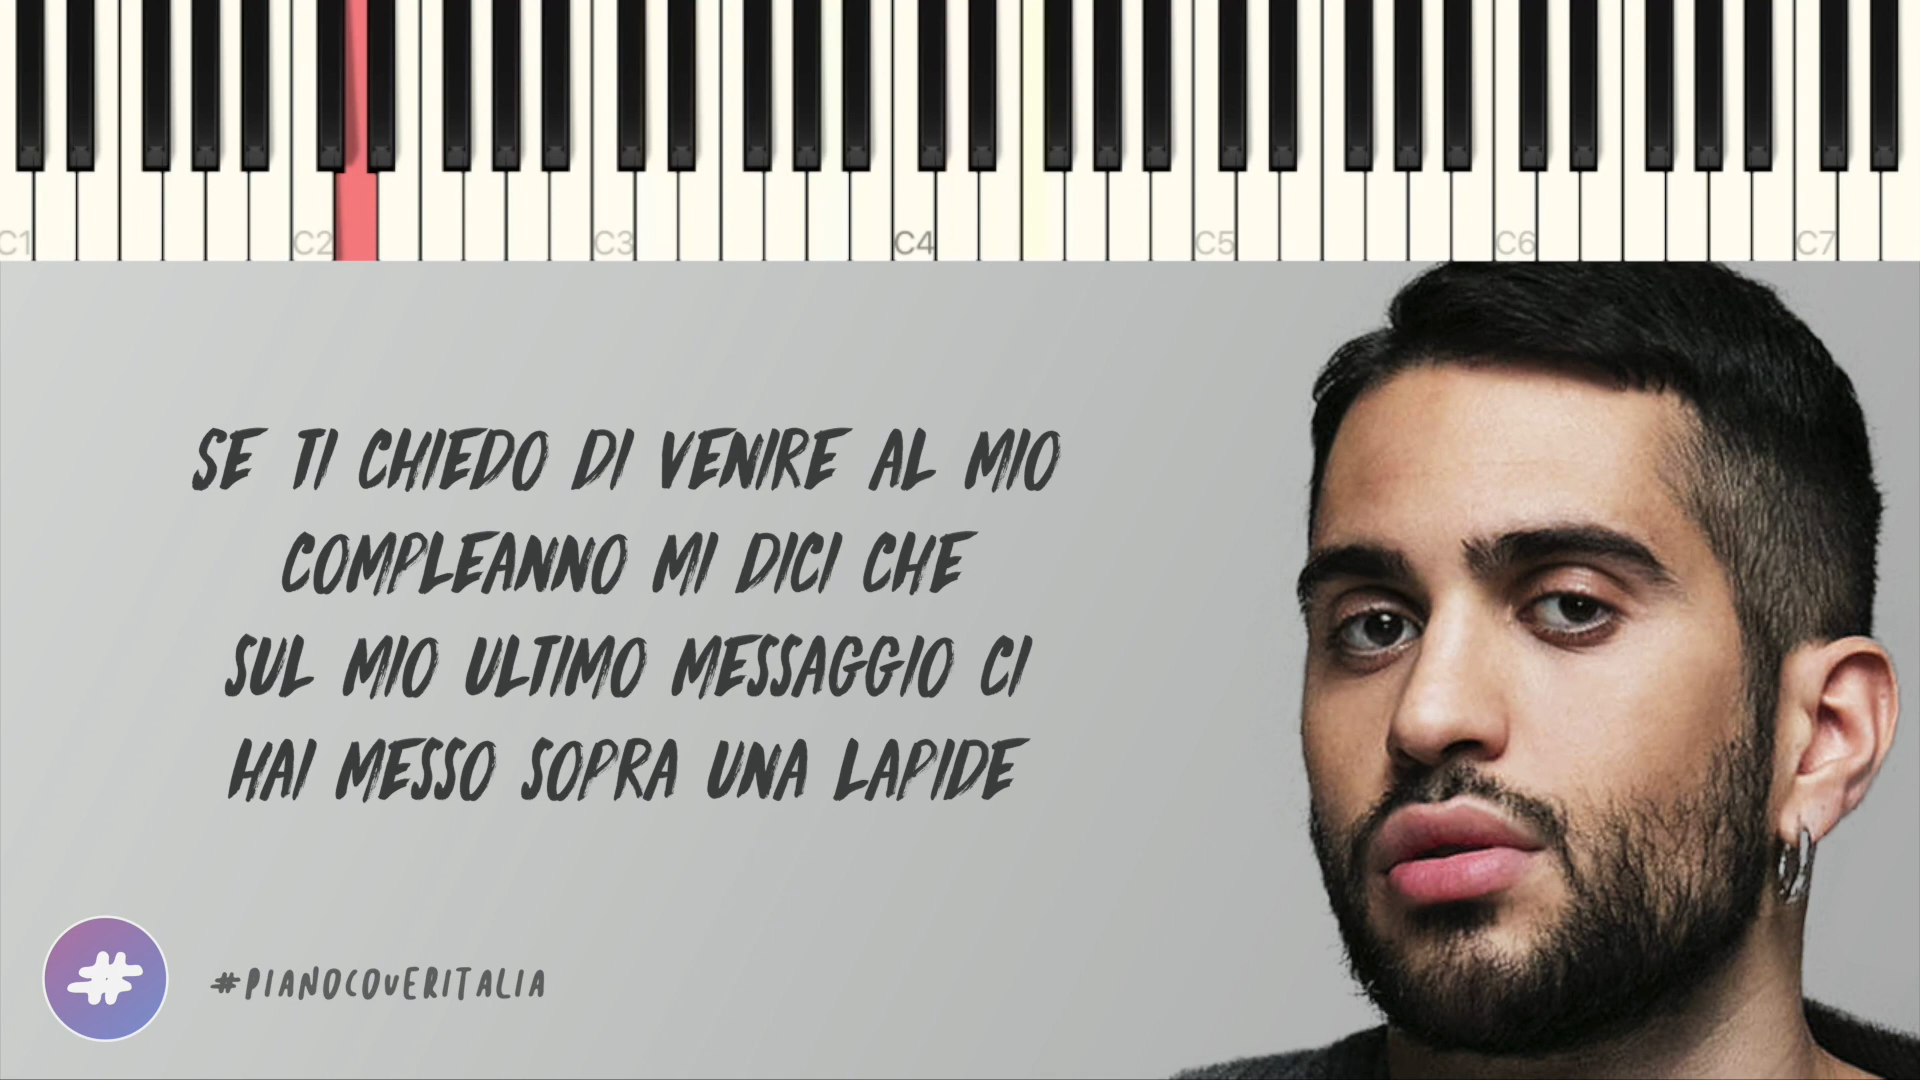 C1 C2 C3 C4 C5 C6 C7
SE TI CHIEDO DI VENIRE AL MIO
COMPLEANNO MI DICI CHE
SUL MIO ULTIMO MESSAGGIO CI
HAI MESSO SOPRA UNA LAPIDE
#
#PIANOCOVERITALIA